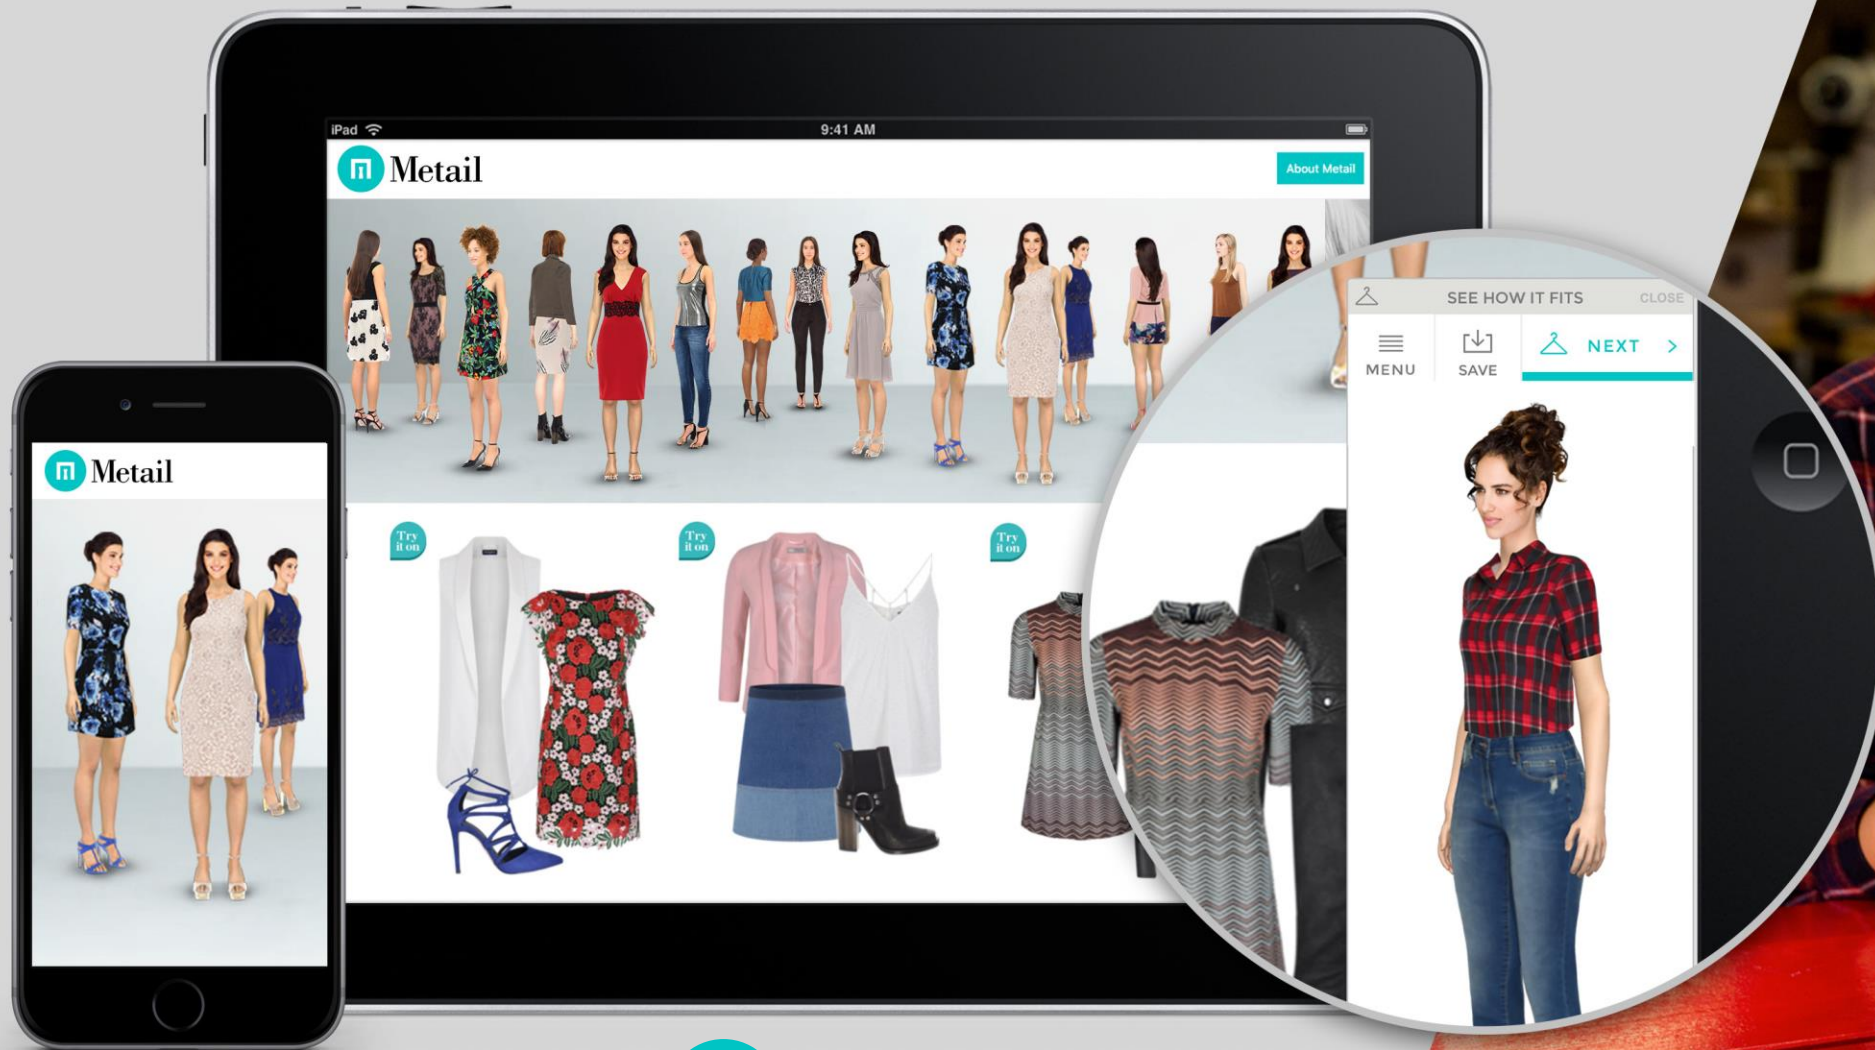 iPad
9:41 AM
Metail
About Metail
SEE HOW IT FITS
CLOSE
MENU
SAVE
NEXT >
Metail
Try
it on
Try
it on
Try
it on